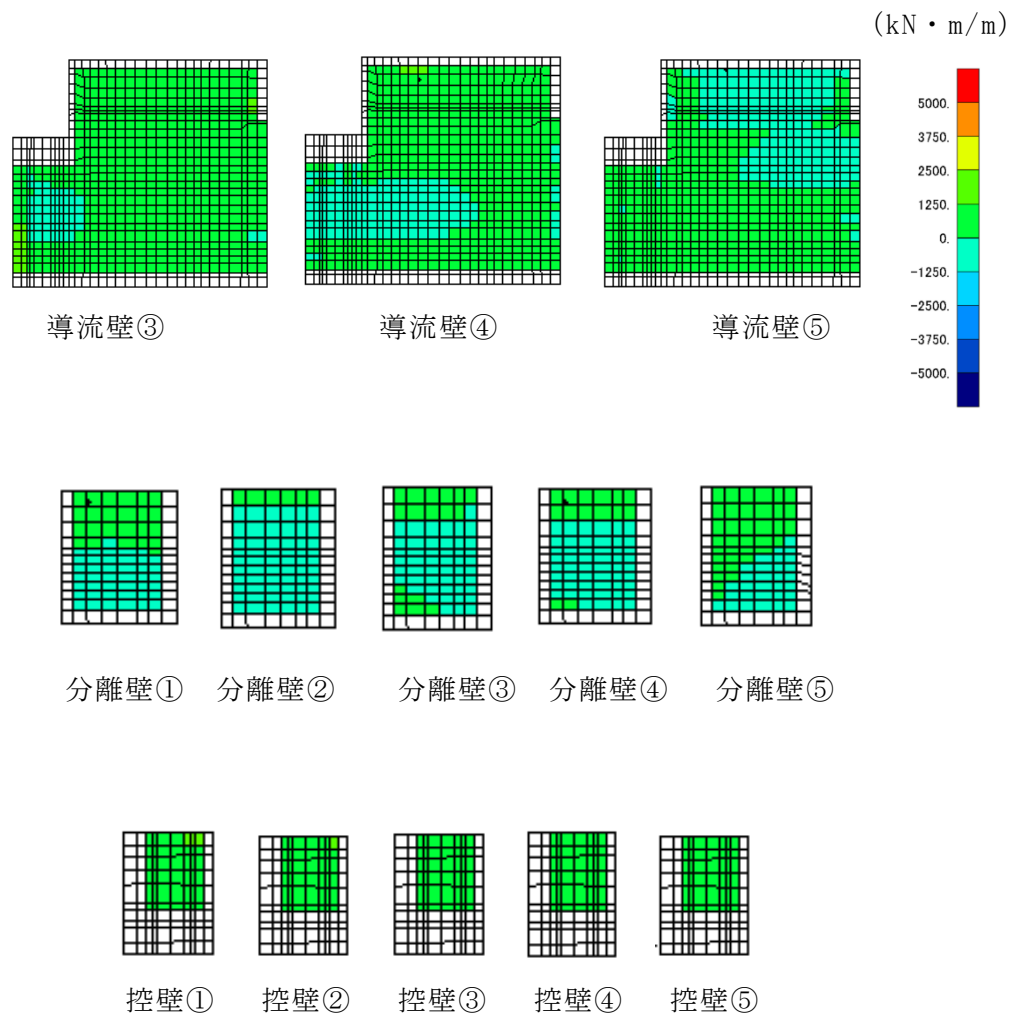 (kN・m/m)
5000.
3750.
2500.
1250.
0.
-1250.
-2500.
-3750.
-5000.
導流壁③ 導流壁④ 導流壁⑤
分離壁① 分離壁② 分離壁③ 分離壁④ 分離壁⑤
控壁① 控壁② 控壁③ 控壁④ 控壁⑤